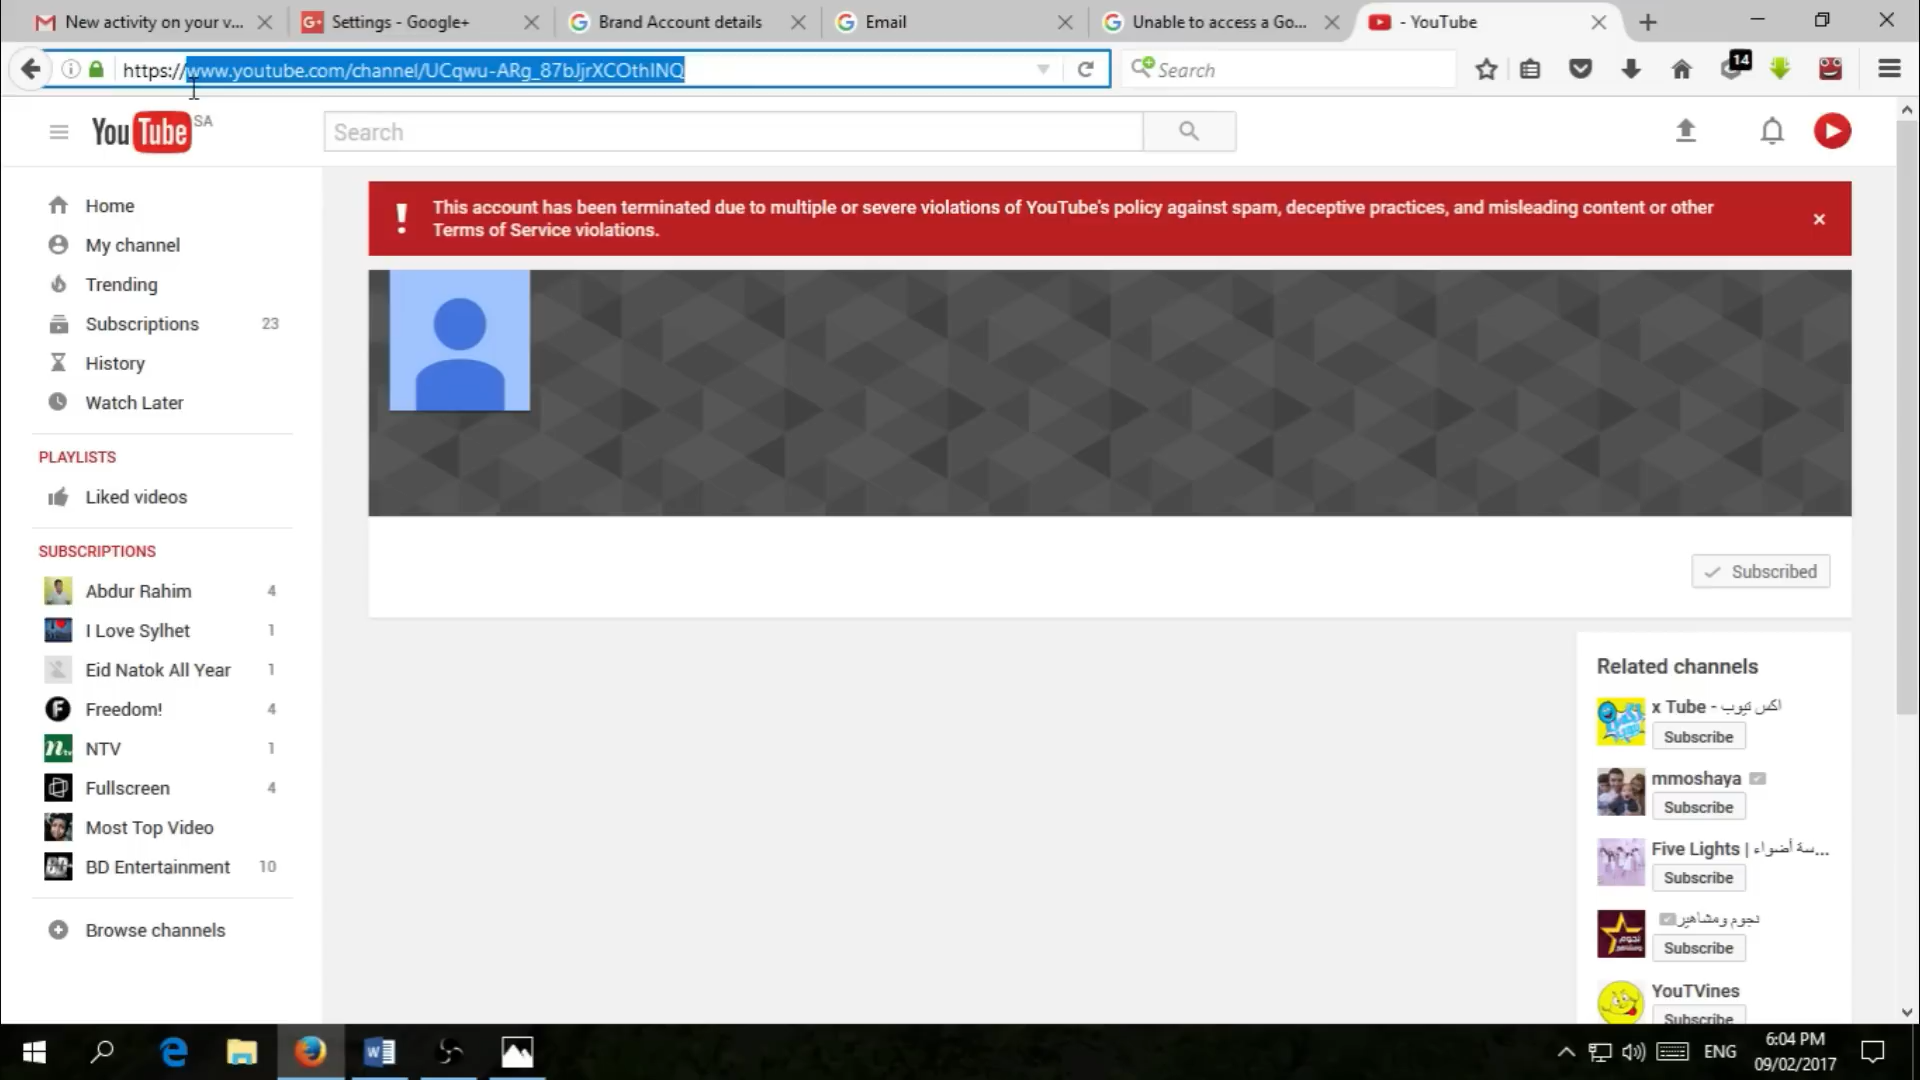 New activity on your v...
Settings - Google+
Brand Account details
Email
Unable to access a Go...
- YouTube
https://www.youtube.com/channel/UCqwu-ARg_87bJjrXCOthINQ
Search
14
YouTube SA
Search
Home
My channel
Trending
Subscriptions 23
History
Watch Later
PLAYLISTS
Liked videos
SUBSCRIPTIONS
Abdur Rahim 4
I Love Sylhet 1
Eid Natok All Year 1
Freedom! 4
NTV 1
Fullscreen 4
Most Top Video
BD Entertainment 10
Browse channels
This account has been terminated due to multiple or severe violations of YouTube's policy against spam, deceptive practices, and misleading content or other
Terms of Service violations.
Subscribed
Related channels
x Tube - اكس تيوب
Subscribe
mmoshaya
Subscribe
Five Lights | سة أضواء...
Subscribe
نجوم ومشاهير
Subscribe
YouTVines
Subscribe
ENG
6:04 PM
09/02/2017